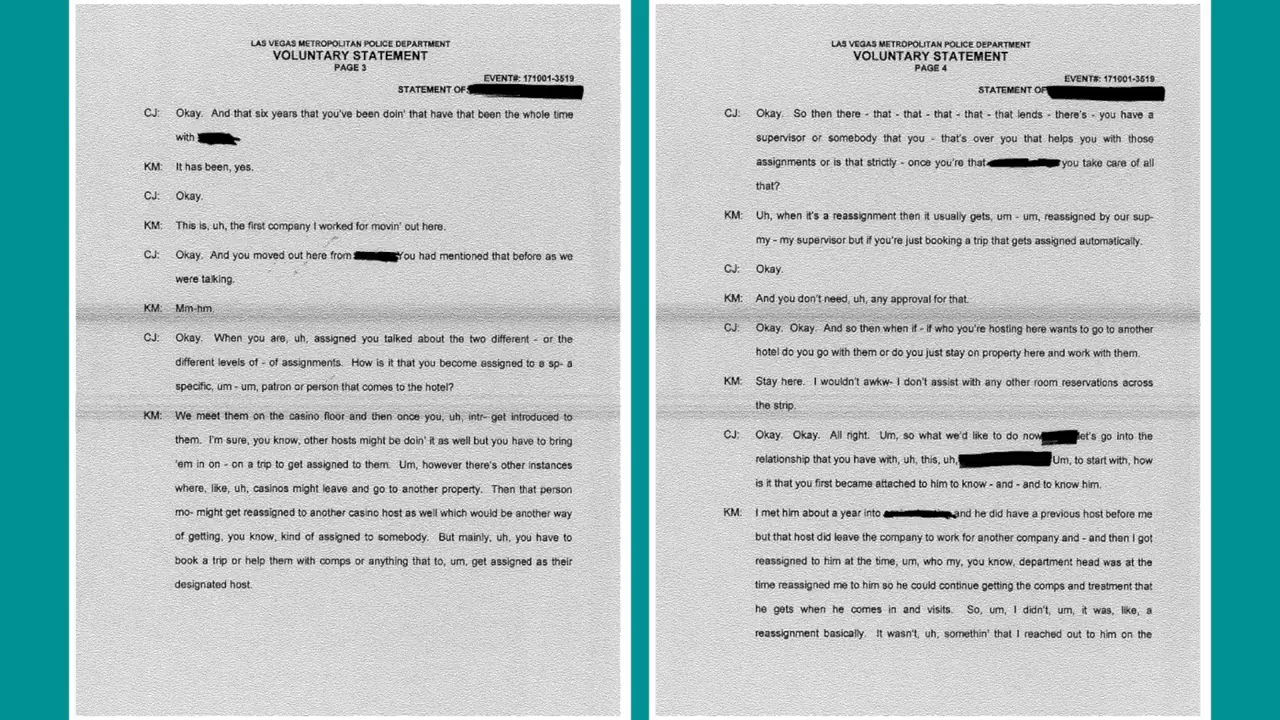 LAS VEGAS METROPOLITAN POLICE DEPARTMENT
VOLUNTARY STATEMENT
PAGE 3
EVENT#: 171001-3519
STATEMENT OF:
CJ: Okay. And that six years that you've been doin' that have that been the whole time
with
KM: It has been, yes.
CJ: Okay.
KM: This is, uh, the first company I worked for movin' out here.
CJ: Okay. And you moved out here from You had mentioned that before as we
were talking.
KM: Mm-hm.
CJ: Okay. When you are, uh, assigned you talked about the two different - or the
different levels of - of assignments. How is it that you become assigned to a sp- a
specific, um - um, patron or person that comes to the hotel?
KM: We meet them on the casino floor and then once you, uh, intr- get introduced to
them. I'm sure, you know, other hosts might be doin' it as well but you have to bring
'em in on - on a trip to get assigned to them. Um, however there's other instances
where, like, uh, casinos might leave and go to another property. Then that person
mo- might get reassigned to another casino host as well which would be another way
of getting, you know, kind of assigned to somebody. But mainly, uh, you have to
book a trip or help them with comps or anything that to, um, get assigned as their
designated host.
LAS VEGAS METROPOLITAN POLICE DEPARTMENT
VOLUNTARY STATEMENT
PAGE 4
EVENT#: 171001-3519
STATEMENT OF
CJ: Okay. So then there - that - that - that - that - that lends - there's - you have a
supervisor or somebody that you - that's over you that helps you with those
assignments or is that strictly - once you're that you take care of all
that?
KM: Uh, when it's a reassignment then it usually gets, um - um, reassigned by our sup-
my - my supervisor but if you're just booking a trip that gets assigned automatically.
CJ: Okay.
KM: And you don't need, uh, any approval for that.
CJ: Okay. Okay. And so then when if - if who you're hosting here wants to go to another
hotel do you go with them or do you just stay on property here and work with them.
KM: Stay here. I wouldn't awkw- I don't assist with any other room reservations across
the strip.
CJ: Okay. Okay. All right. Um, so what we'd like to do now let's go into the
relationship that you have with, uh, this, uh, Um, to start with, how
is it that you first became attached to him to know - and - and to know him.
KM: I met him about a year into and he did have a previous host before me
but that host did leave the company to work for another company and - and then I got
reassigned to him at the time, um, who my, you know, department head was at the
time reassigned me to him so he could continue getting the comps and treatment that
he gets when he comes in and visits. So, um, I didn't, um, it was, like, a
reassignment basically. It wasn't, uh, somethin' that I reached out to him on the